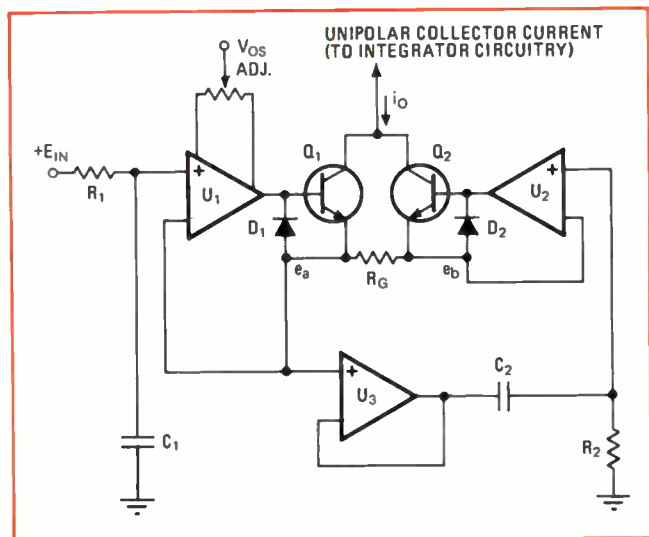 UNIPOLAR COLLECTOR CURRENT
(TO INTEGRATOR CIRCUITRY)
VOS
ADJ.
iO
+EIN
Q1
Q2
R1
U1
U2
D1
D2
ea
RG
eb
C2
U3
C1
R2
+
+
+